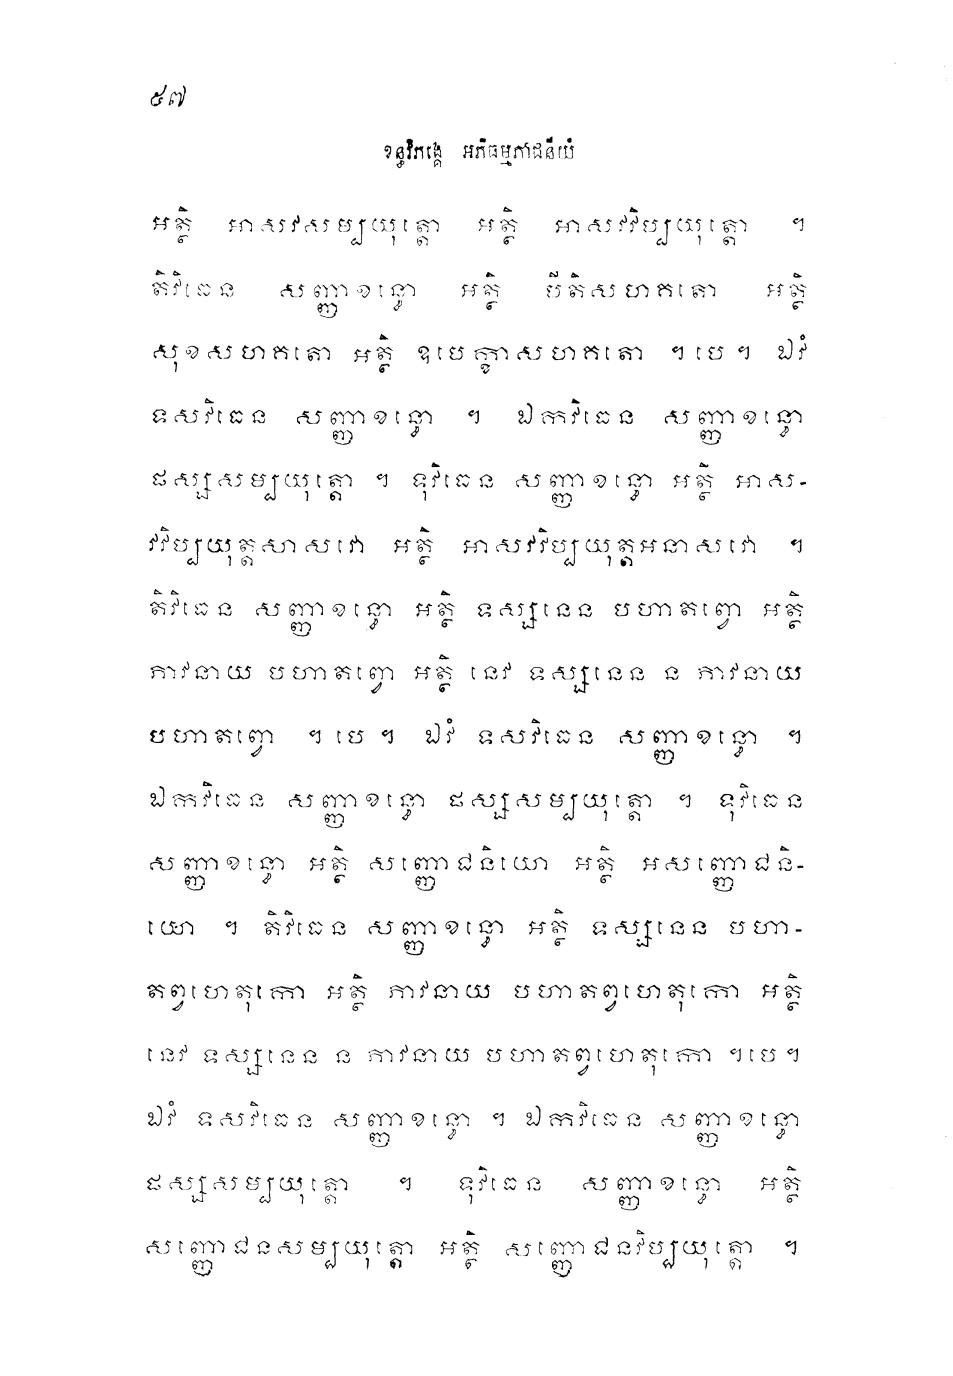 ៥៧
ខន្ធវិភង្គេ អភិធម្មភាជនីយំ
អត្ថិ អាសវសម្បយុត្តោ អត្ថិ អាសវវិប្បយុត្តោ ។
តិវិធេន សញ្ញាខន្ធោ អត្ថិ បីតិសហគតោ អត្ថិ
សុខសហគតោ អត្ថិ ឧបេក្ខាសហគតោ ។ បេ ។ ឯវំ
ទសវិធេន សញ្ញាខន្ធោ ។ ឯកវិធេន សញ្ញាខន្ធោ
ផស្សសម្បយុត្តោ ។ ទុវិធេន សញ្ញាខន្ធោ អត្ថិ អាស-
វវិប្បយុត្តសាសវោ អត្ថិ អាសវវិប្បយុត្តអនាសវោ ។
តិវិធេន សញ្ញាខន្ធោ អត្ថិ ទស្សនេន បហាតព្វោ អត្ថិ
ភាវនាយ បហាតព្វោ អត្ថិ នេវ ទស្សនេន ន ភាវនាយ
បហាតព្វោ ។ បេ ។ ឯវំ ទសវិធេន សញ្ញាខន្ធោ ។
ឯកវិធេន សញ្ញាខន្ធោ ផស្សសម្បយុត្តោ ។ ទុវិធេន
សញ្ញាខន្ធោ អត្ថិ សញ្ញោជនិយោ អត្ថិ អសញ្ញោជនិ-
យោ ។ តិវិធេន សញ្ញាខន្ធោ អត្ថិ ទស្សនេន បហា-
តព្វហេតុកោ អត្ថិ ភាវនាយ បហាតព្វហេតុកោ អត្ថិ
នេវ ទស្សនេន ន ភាវនាយ បហាតព្វហេតុកោ ។ បេ ។
ឯវំ ទសវិធេន សញ្ញាខន្ធោ ។ ឯកវិធេន សញ្ញាខន្ធោ
ផស្សសម្បយុត្តោ ។ ទុវិធេន សញ្ញាខន្ធោ អត្ថិ
សញ្ញោជនសម្បយុត្តោ អត្ថិ សញ្ញោជនវិប្បយុត្តោ ។